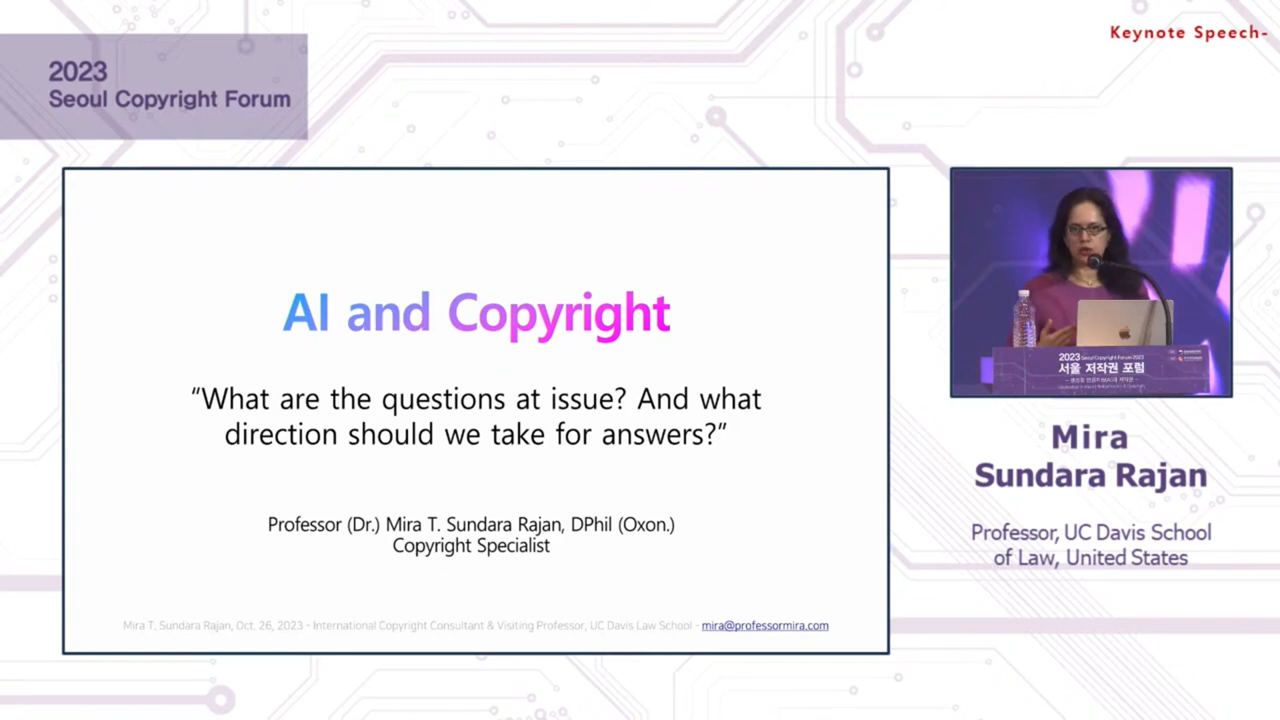 Keynote Speech-
2023
Seoul Copyright Forum
AI and Copyright
“What are the questions at issue? And what
direction should we take for answers?”
Professor (Dr.) Mira T. Sundara Rajan, DPhil (Oxon.)
Copyright Specialist
Mira T. Sundara Rajan, Oct. 26, 2023 - International Copyright Consultant & Visiting Professor, UC Davis Law School - mira@professormira.com
2023 Seoul Copyright Forum 2023
서울 저작권 포럼
Mira
Sundara Rajan
Professor, UC Davis School
of Law, United States